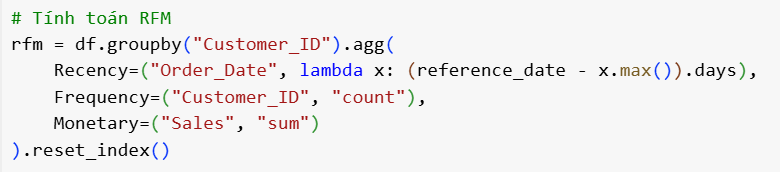 # Tính toán RFM
rfm = df.groupby("Customer_ID").agg(
    Recency=("Order_Date", lambda x: (reference_date - x.max()).days),
    Frequency=("Customer_ID", "count"),
    Monetary=("Sales", "sum")
).reset_index()